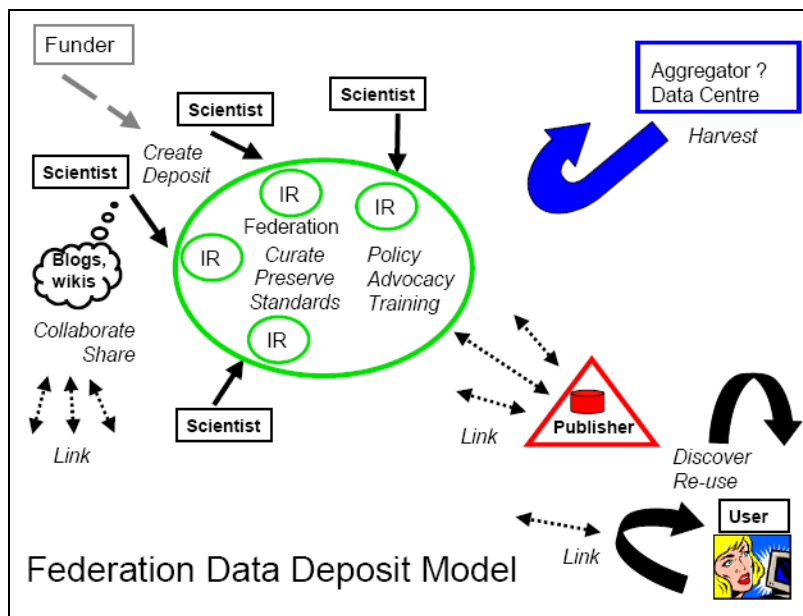 Funder
Aggregator ?
Data Centre
Harvest
Scientist
Scientist
Create
Deposit
Scientist
IR
IR
Federation
IR
Curate
Preserve
Standards
Policy
Advocacy
Training
Blogs,
wikis
Collaborate
Share
IR
Scientist
Link
Link
Publisher
Discover
Re-use
User
Link
Federation Data Deposit Model